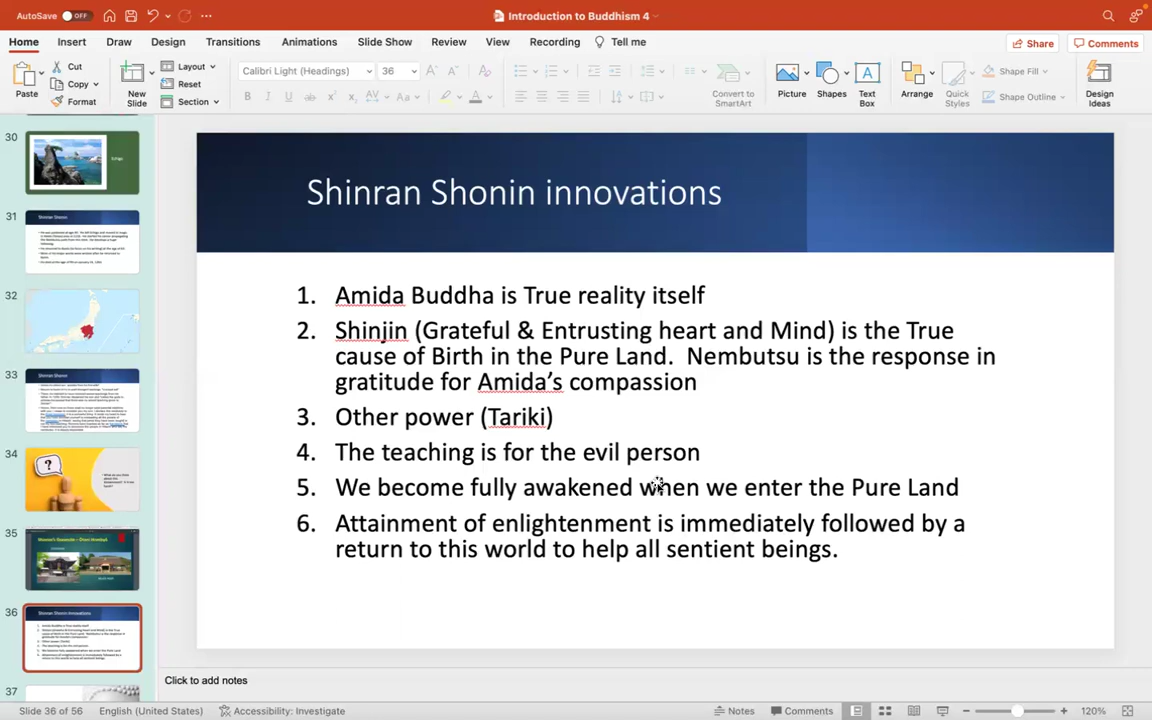 AutoSave OFF
Introduction to Buddhism 4
Home Insert Draw Design Transitions Animations Slide Show Review View Recording Tell me
Share Comments
Paste
Cut
Copy
Format
New
Slide
Layout
Reset
Section
Calibri Light (Headings) 36
Convert to
SmartArt
Picture
Shapes
Text
Box
Arrange
Quick
Styles
Shape Fill
Shape Outline
Design
Ideas
30
31
Shinran Shonin
32
33
Shinran Shonin
34
35
36
Shinran Shonin innovations
37
Shinran Shonin innovations
1. Amida Buddha is True reality itself
2. Shinjin (Grateful & Entrusting heart and Mind) is the True
cause of Birth in the Pure Land. Nembutsu is the response in
gratitude for Amida’s compassion
3. Other power (Tariki)
4. The teaching is for the evil person
5. We become fully awakened when we enter the Pure Land
6. Attainment of enlightenment is immediately followed by a
return to this world to help all sentient beings.
Click to add notes
Slide 36 of 56 English (United States) Accessibility: Investigate
Notes Comments 120%